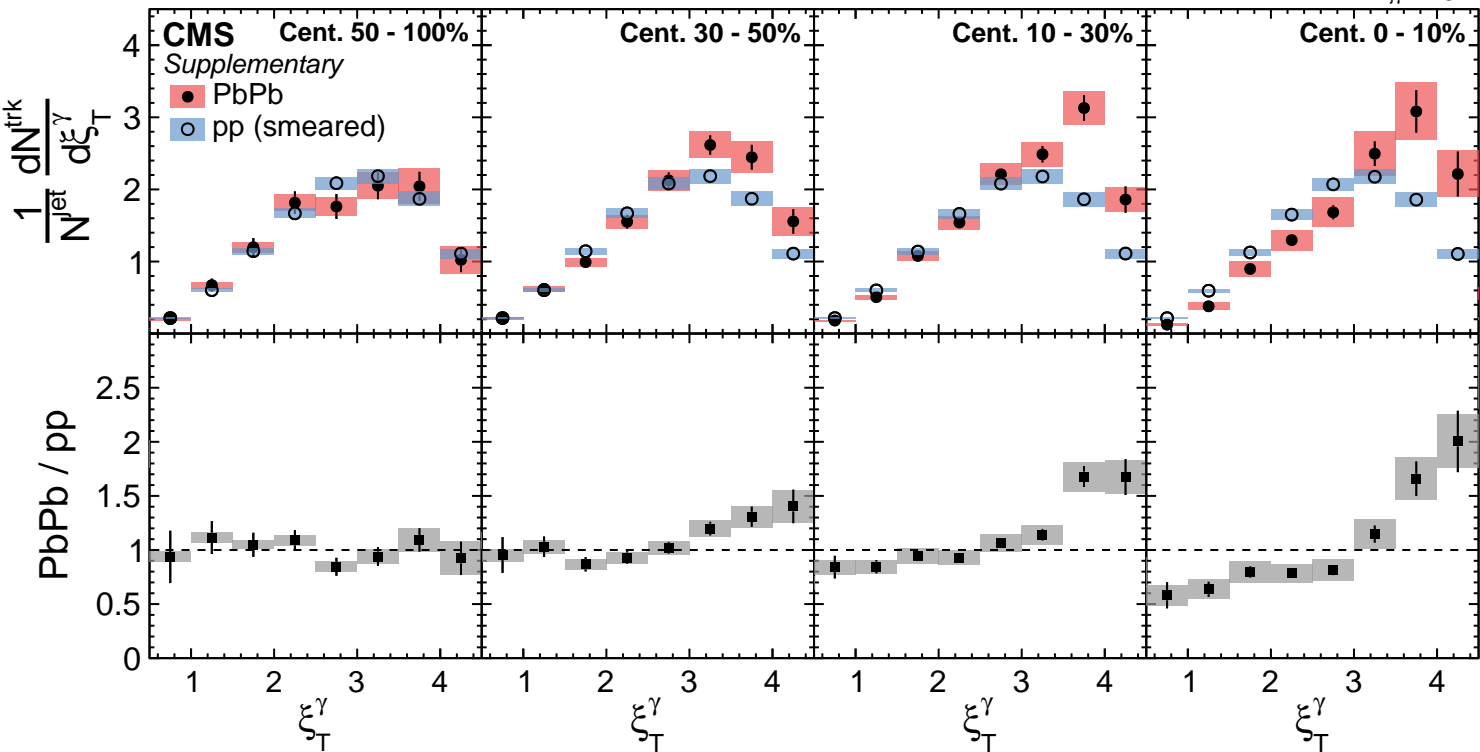 CMS Cent. 50 - 100% Cent. 30 - 50% Cent. 10 - 30% Cent. 0 - 10%
Supplementary
PbPb
pp (smeared)
1/N^jet dN^trk/dξ_T^γ
4
3
2
1
PbPb / pp
2.5
2
1.5
1
0.5
0
1 2 3 4 1 2 3 4 1 2 3 4 1 2 3 4
ξ_T^γ ξ_T^γ ξ_T^γ ξ_T^γ